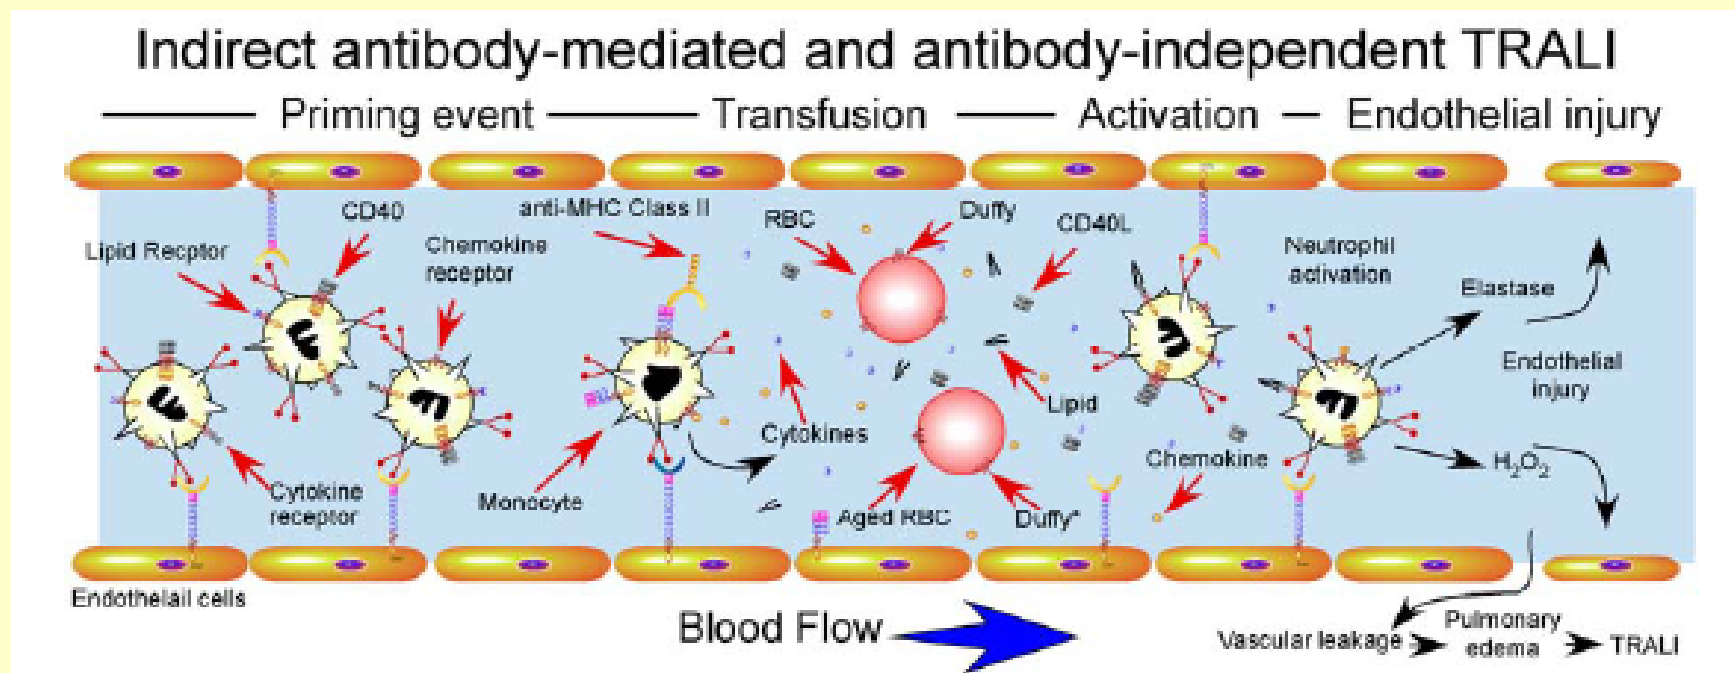 Indirect antibody-mediated and antibody-independent TRALI
Priming event
Transfusion
Activation
Endothelial injury
CD40
anti-MHC Class II
RBC
Duffy
CD40L
Lipid Recptor
Chemokine
receptor
Neutrophil
activation
Elastase
Endothelial
injury
Lipid
Cytokines
Chemokine
H₂O₂
Cytokine
receptor
Monocyte
Aged RBC
Duffy*
Endothelail cells
Blood Flow
Vascular leakage
Pulmonary
edema
TRALI